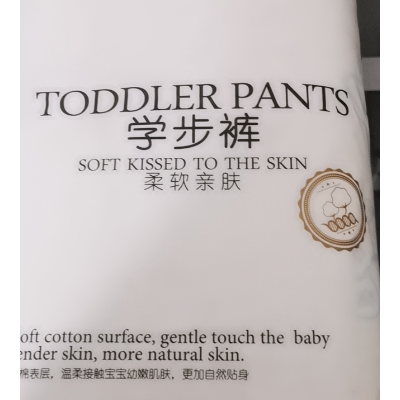 TODDLER PANTS
学步裤
SOFT KISSED TO THE SKIN
柔软亲肤
oft cotton surface, gentle touch the baby
ender skin, more natural skin.
棉表层，温柔接触宝宝幼嫩肌肤，更加自然贴身